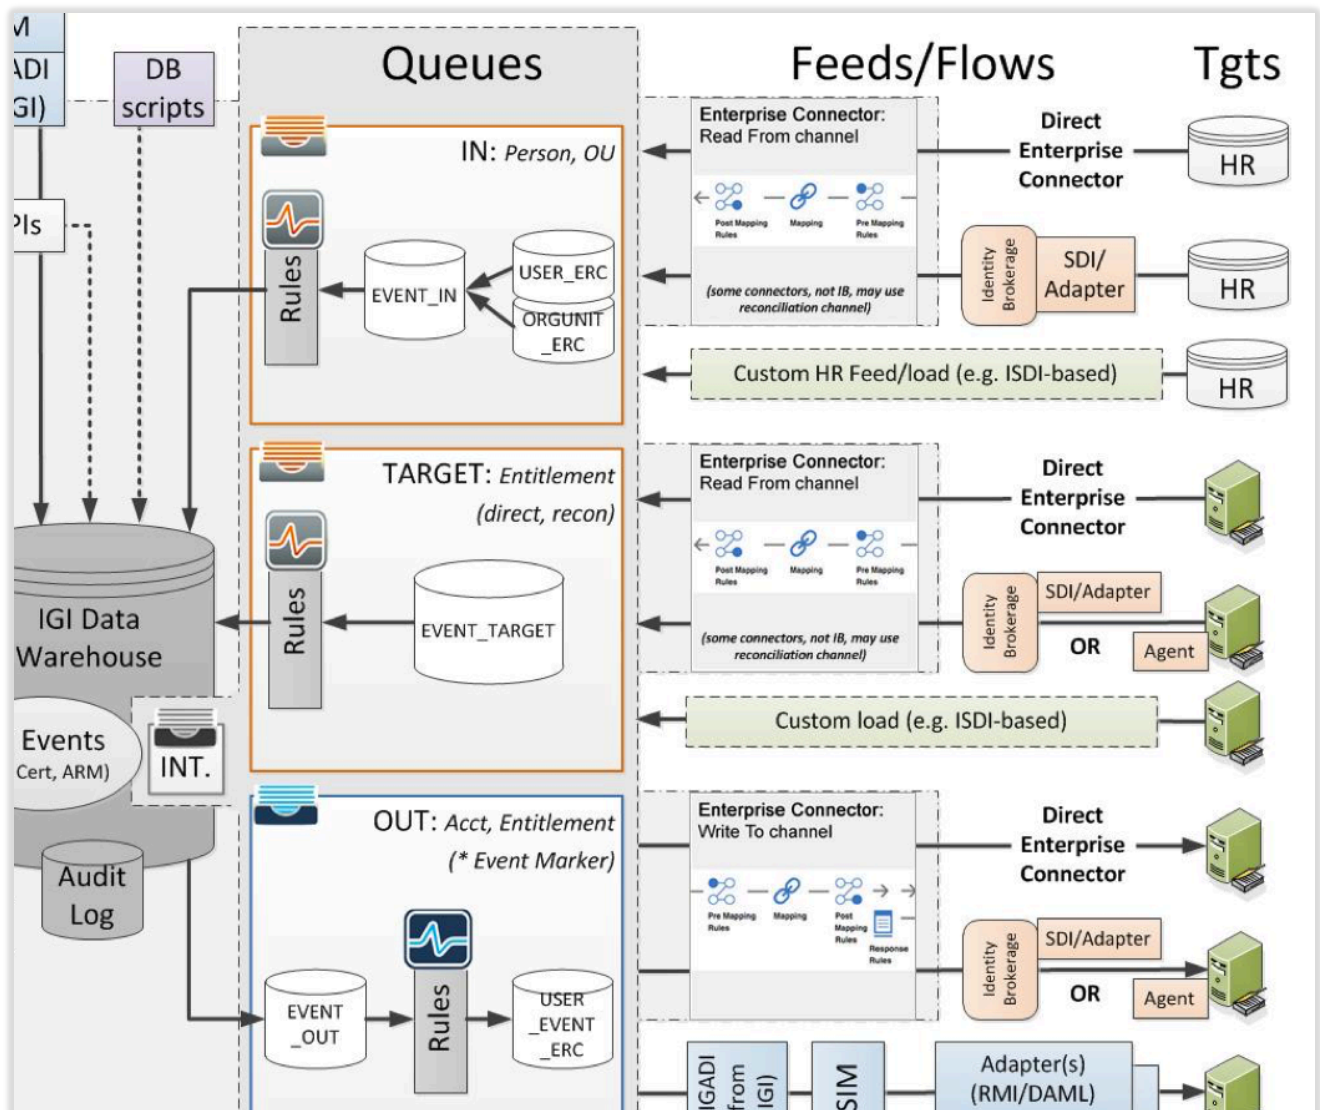 M
ADI
GI)
DB
scripts
PIs
Queues
Feeds/Flows
Tgts
IN: Person, OU
Rules
EVENT_IN
USER_ERC
ORGUNIT
_ERC
Enterprise Connector:
Read From channel
Post Mapping
Rules
Mapping
Pre Mapping
Rules
(some connectors, not IB, may use
reconciliation channel)
Direct
Enterprise
Connector
HR
Identity
Brokerage
SDI/
Adapter
HR
Custom HR Feed/load (e.g. ISDI-based)
HR
TARGET: Entitlement
(direct, recon)
Rules
EVENT_TARGET
Enterprise Connector:
Read From channel
Post Mapping
Rules
Mapping
Pre Mapping
Rules
(some connectors, not IB, may use
reconciliation channel)
Direct
Enterprise
Connector
Identity
Brokerage
SDI/Adapter
OR
Agent
Custom load (e.g. ISDI-based)
IGI Data
Warehouse
Events
Cert, ARM)
INT.
Audit
Log
OUT: Acct, Entitlement
(* Event Marker)
EVENT
_OUT
Rules
USER
_EVENT
_ERC
Enterprise Connector:
Write To channel
Pre Mapping
Rules
Mapping
Post
Mapping
Rules
Response
Rules
Direct
Enterprise
Connector
Identity
Brokerage
SDI/Adapter
OR
Agent
IGADI
from
IGI)
SIM
Adapter(s)
(RMI/DAML)